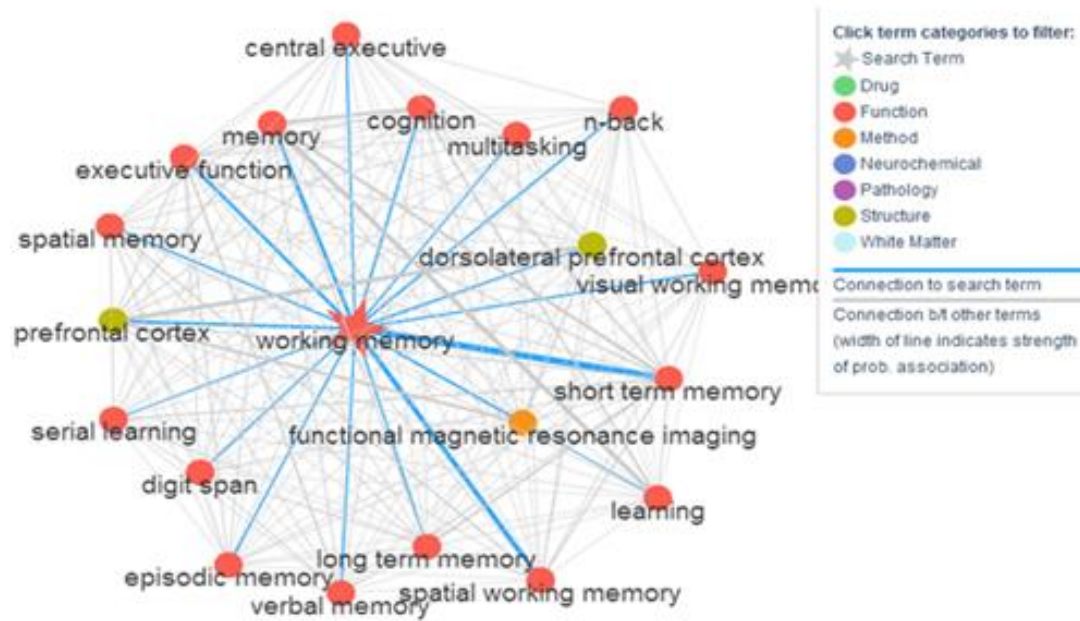 central executive
cognition
n-back
memory
multitasking
executive function
spatial memory
dorsolateral prefrontal cortex
visual working memo
prefrontal cortex
working memory
short term memory
serial learning
functional magnetic resonance imaging
digit span
learning
long term memory
episodic memory
spatial working memory
verbal memory
Click term categories to filter:
Search Term
Drug
Function
Method
Neurochemical
Pathology
Structure
White Matter
Connection to search term
Connection b/t other terms
(width of line indicates strength
of prob. association)